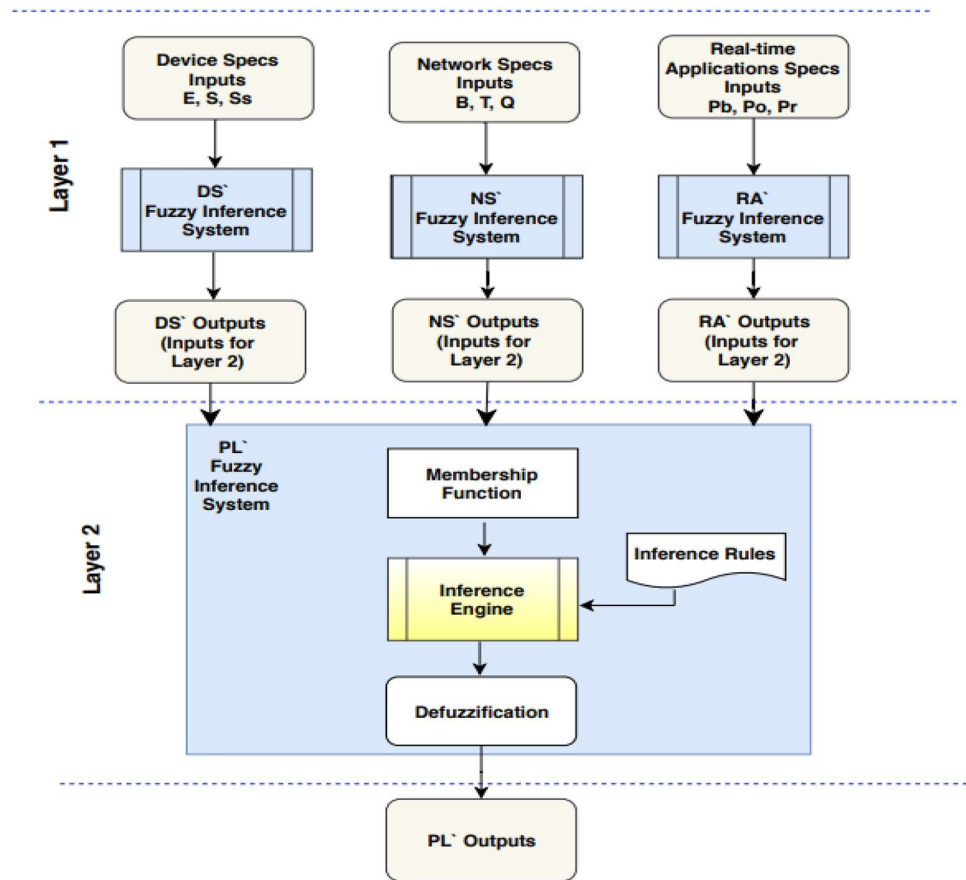 Layer 1
Device Specs
Inputs
E, S, Ss
Network Specs
Inputs
B, T, Q
Real-time
Applications Specs
Inputs
Pb, Po, Pr
DS`
Fuzzy Inference
System
NS`
Fuzzy Inference
System
RA`
Fuzzy Inference
System
DS` Outputs
(Inputs for
Layer 2)
NS` Outputs
(Inputs for
Layer 2)
RA` Outputs
(Inputs for
Layer 2)
Layer 2
PL`
Fuzzy
Inference
System
Membership
Function
Inference Rules
Inference
Engine
Defuzzification
PL` Outputs